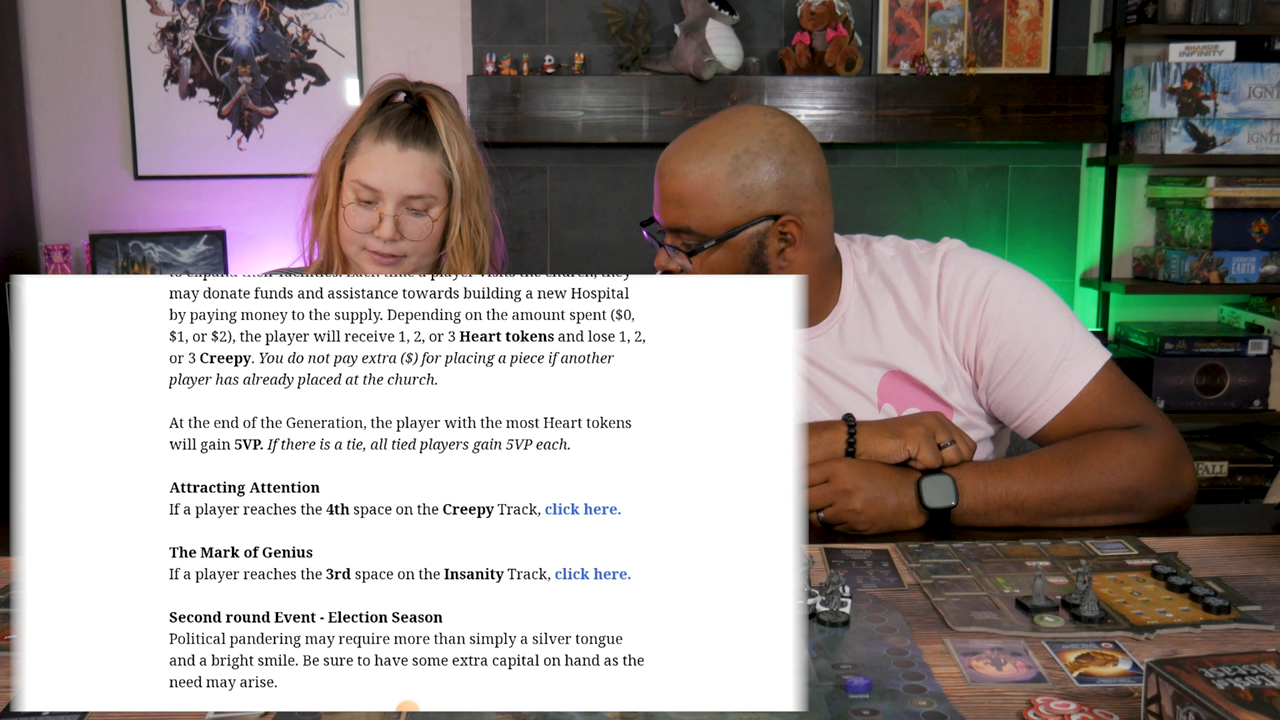 SHARDS
INFINITY
IGNIT
IGNIT
EARTH
FALL
may donate funds and assistance towards building a new Hospital
by paying money to the supply. Depending on the amount spent ($0,
$1, or $2), the player will receive 1, 2, or 3 Heart tokens and lose 1, 2,
or 3 Creepy. You do not pay extra ($) for placing a piece if another
player has already placed at the church.
At the end of the Generation, the player with the most Heart tokens
will gain 5VP. If there is a tie, all tied players gain 5VP each.
Attracting Attention
If a player reaches the 4th space on the Creepy Track, click here.
The Mark of Genius
If a player reaches the 3rd space on the Insanity Track, click here.
Second round Event - Election Season
Political pandering may require more than simply a silver tongue
and a bright smile. Be sure to have some extra capital on hand as the
need may arise.